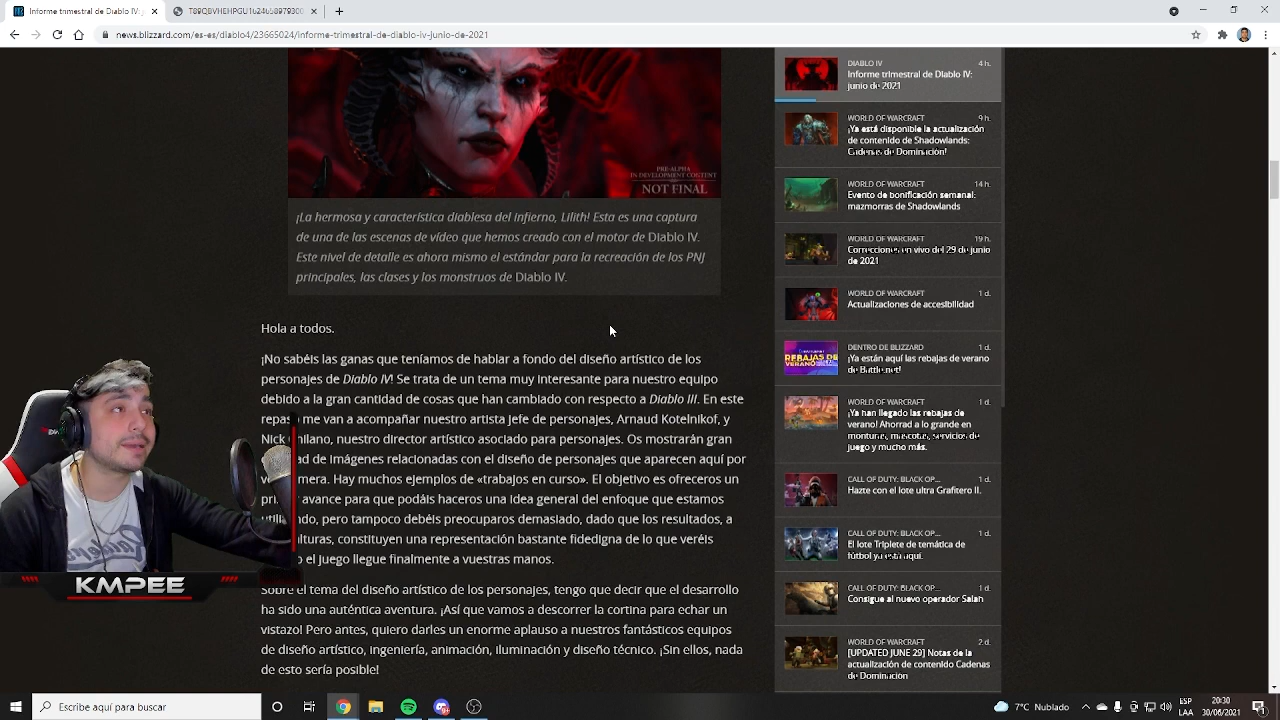 Informe trimestral de Diablo IV:
T89QWVEHFPHG1U1624558979300
news.blizzard.com/es-es/diablo4/23665024/informe-trimestral-de-diablo-iv-junio-de-2021
PRE-ALPHA
IN DEVELOPMENT CONTENT
NOT FINAL
¡La hermosa y característica diablesa del infierno, Lilith! Esta es una captura
de una de las escenas de vídeo que hemos creado con el motor de Diablo IV.
Este nivel de detalle es ahora mismo el estándar para la recreación de los PNJ
principales, las clases y los monstruos de Diablo IV.
Hola a todos.
¡No sabéis las ganas que teníamos de hablar a fondo del diseño artístico de los
personajes de Diablo IV! Se trata de un tema muy interesante para nuestro equipo
debido a la gran cantidad de cosas que han cambiado con respecto a Diablo III. En este
me van a acompañar nuestro artista jefe de personajes, Arnaud Kotelnikof, y
Nick Chilano, nuestro director artístico asociado para personajes. Os mostrarán gran
de imágenes relacionadas con el diseño de personajes que aparecen aquí por
Hay muchos ejemplos de «trabajos en curso». El objetivo es ofreceros un
avance para que podáis haceros una idea general del enfoque que estamos
pero tampoco debéis preocuparos demasiado, dado que los resultados, a
constituyen una representación bastante fidedigna de lo que veréis
el juego llegue finalmente a vuestras manos.
Sobre el tema del diseño artístico de los personajes, tengo que decir que el desarrollo
ha sido una auténtica aventura. ¡Así que vamos a descorrer la cortina para echar un
vistazo! Pero antes, quiero darles un enorme aplauso a nuestros fantásticos equipos
de diseño artístico, ingeniería, animación, iluminación y diseño técnico. ¡Sin ellos, nada
de esto sería posible!
DIABLO IV 4 h.
Informe trimestral de Diablo IV:
junio de 2021
WORLD OF WARCRAFT 9 h.
¡Ya está disponible la actualización
de contenido de Shadowlands:
Cadenas de Dominación!
WORLD OF WARCRAFT 14 h.
Evento de bonificación semanal:
mazmorras de Shadowlands
WORLD OF WARCRAFT 19 h.
Correcciones en vivo del 29 de junio
de 2021
WORLD OF WARCRAFT 1 d.
Actualizaciones de accesibilidad
DENTRO DE BLIZZARD 1 d.
¡Ya están aquí las rebajas de verano
de Battle.net!
REBAJAS DE
VERANO
WORLD OF WARCRAFT 1 d.
¡Ya han llegado las rebajas de
verano! Ahorrad a lo grande en
monturas, mascotas, servicios de
juego y mucho más.
CALL OF DUTY: BLACK OP... 1 d.
Hazte con el lote ultra Grafitero II.
CALL OF DUTY: BLACK OP... 1 d.
El lote Triplete de temática de
fútbol ya está aquí.
CALL OF DUTY: BLACK OP... 1 d.
Consigue al nuevo operador Salah
WORLD OF WARCRAFT 2 d.
[UPDATED JUNE 29] Notas de la
actualización de contenido Cadenas
de Dominación
KMPEE
Escribe aquí para buscar
7°C Nublado
ESP
LAA
20:30
30/06/2021